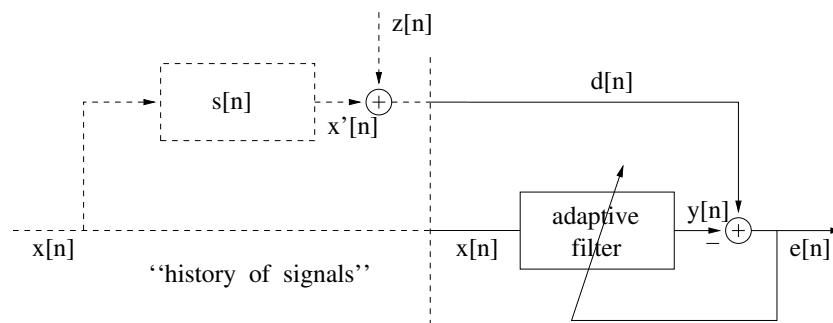 z[n]
s[n]
x'[n]
d[n]
adaptive
filter
y[n]
x[n]
x[n]
e[n]
‘‘history of signals’’
+
+
−